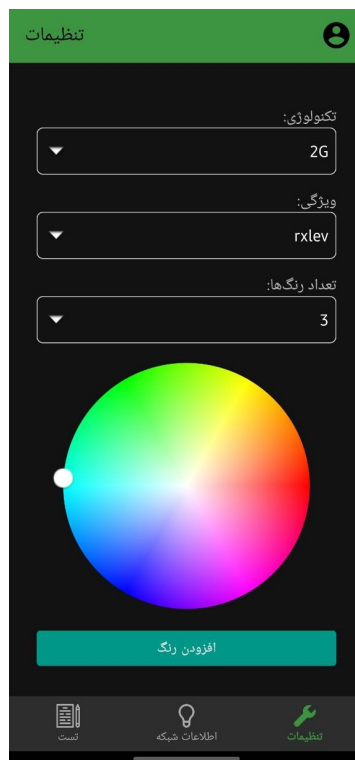 تنظیمات
تکنولوژی:
2G
ویژگی:
rxlev
تعداد رنگ‌ها:
3
افزودن رنگ
تنظیمات
اطلاعات شبکه
تست